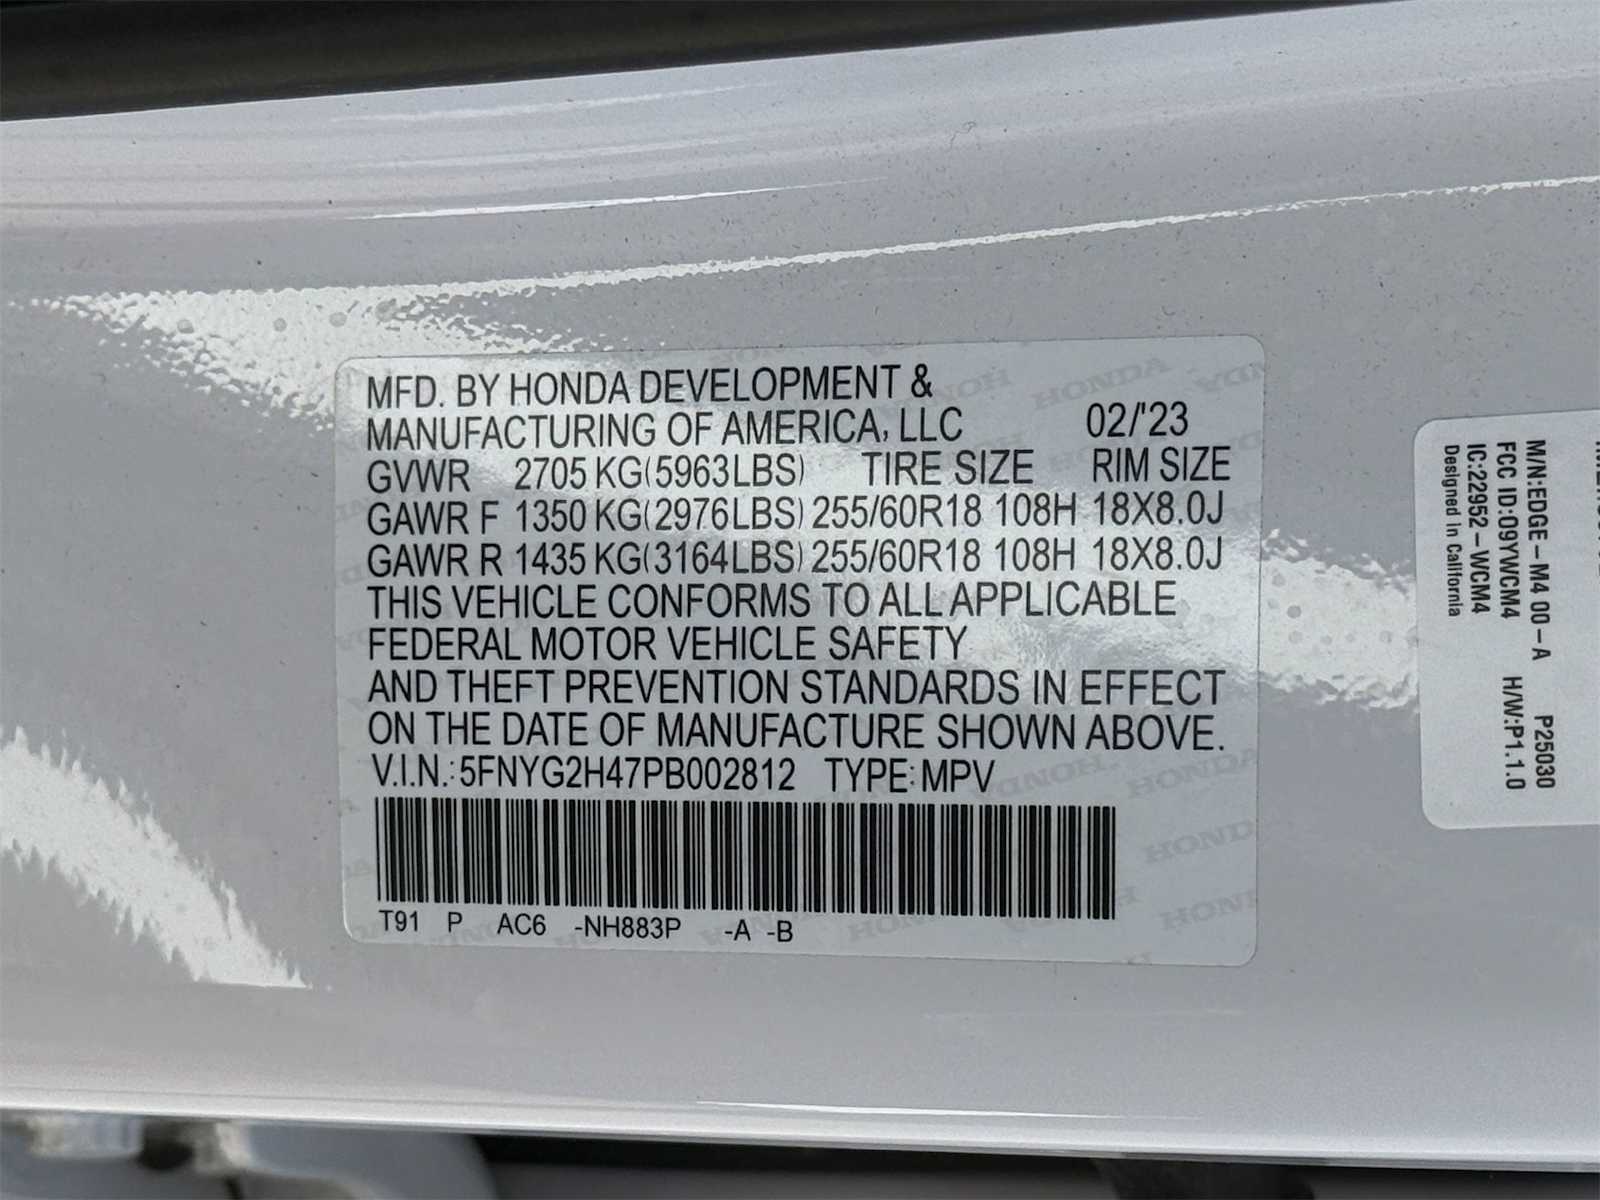 MFD. BY HONDA DEVELOPMENT &
MANUFACTURING OF AMERICA, LLC 02/'23
GVWR 2705 KG(5963LBS) TIRE SIZE RIM SIZE
GAWR F 1350 KG(2976LBS) 255/60R18 108H 18X8.0J
GAWR R 1435 KG(3164LBS) 255/60R18 108H 18X8.0J
THIS VEHICLE CONFORMS TO ALL APPLICABLE
FEDERAL MOTOR VEHICLE SAFETY
AND THEFT PREVENTION STANDARDS IN EFFECT
ON THE DATE OF MANUFACTURE SHOWN ABOVE.
V.I.N.: 5FNYG2H47PB002812 TYPE: MPV
T91 P AC6 -NH883P -A -B
M/N:EDGE-M4 00-A P25030
FCC ID:O9YWCM4 H/W:P1.1.0
IC:22952-WCM4
Designed in California